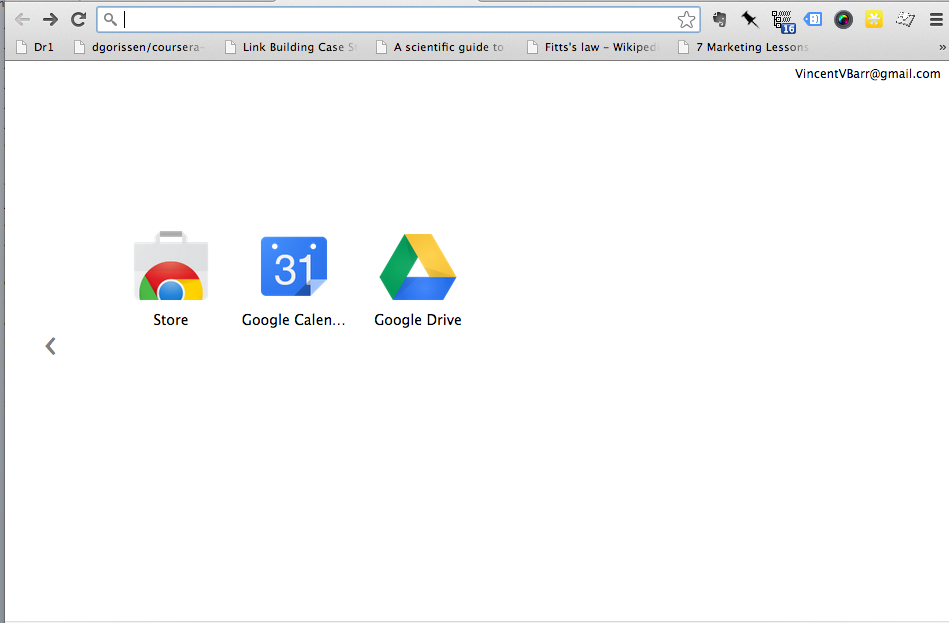 16
Dr1 dgorissen/coursera- Link Building Case S A scientific guide to Fitts's law – Wikiped 7 Marketing Lessons »
VincentVBarr@gmail.com
31
Store Google Calen... Google Drive